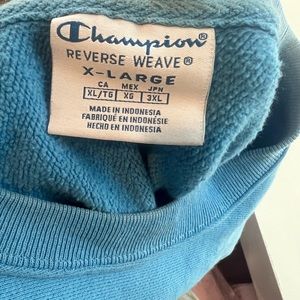 Champion®
REVERSE WEAVE®
X-LARGE
CA MEX JPN
XL/TG XG 3XL
MADE IN INDONESIA
FABRIQUÉ EN INDONÉSIE
HECHO EN INDONESIA